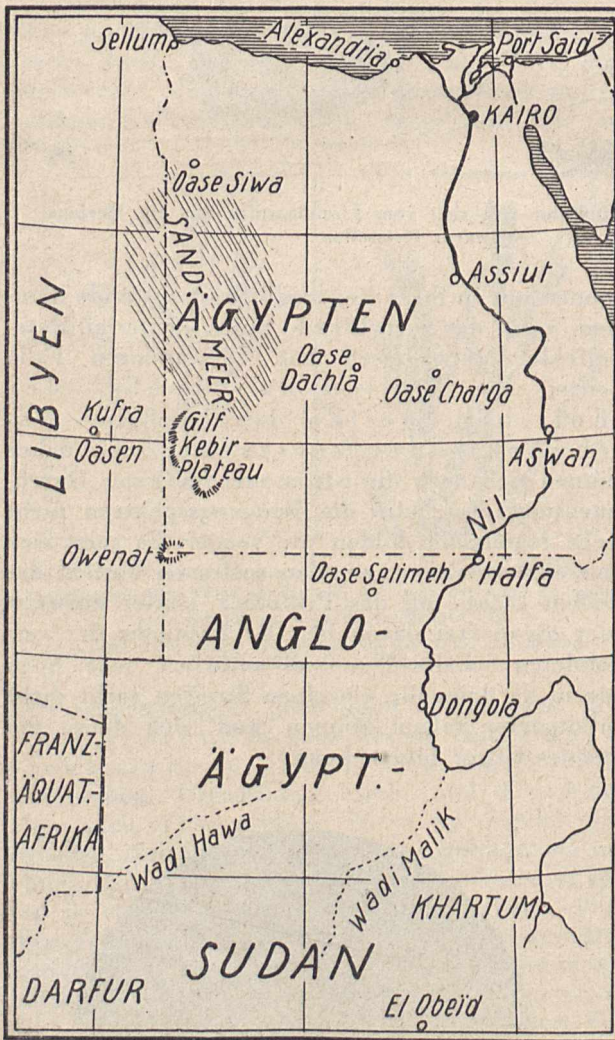 Sellum
Alexandria
Port Said
KAIRO
Oase Siwa
SAND-
MEER
Assiut
ÄGYPTEN
LIBYEN
Oase
Dachla
Oase Charga
Kufra
Oasen
Gilf
Kebir
Plateau
Aswan
Nil
Owenat
Halfa
Oase Selimeh
ANGLO-
Dongola
FRANZ-
ÄQUAT.-
AFRIKA
ÄGYPT.-
Wadi Hawa
Wadi Malik
KHARTUM
SUDAN
DARFUR
El Obeïd